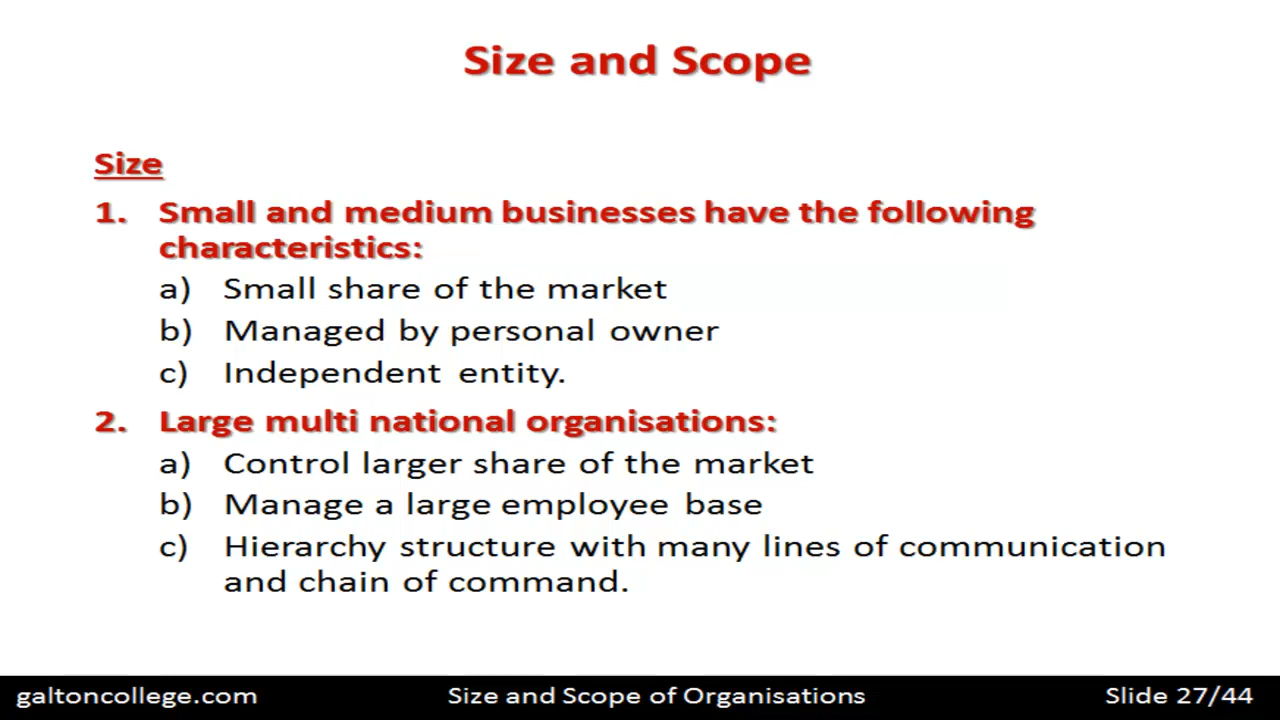 Size and Scope
Size
1. Small and medium businesses have the following
characteristics:
a) Small share of the market
b) Managed by personal owner
c) Independent entity.
2. Large multi national organisations:
a) Control larger share of the market
b) Manage a large employee base
c) Hierarchy structure with many lines of communication
and chain of command.
galtoncollege.com Size and Scope of Organisations Slide 27/44